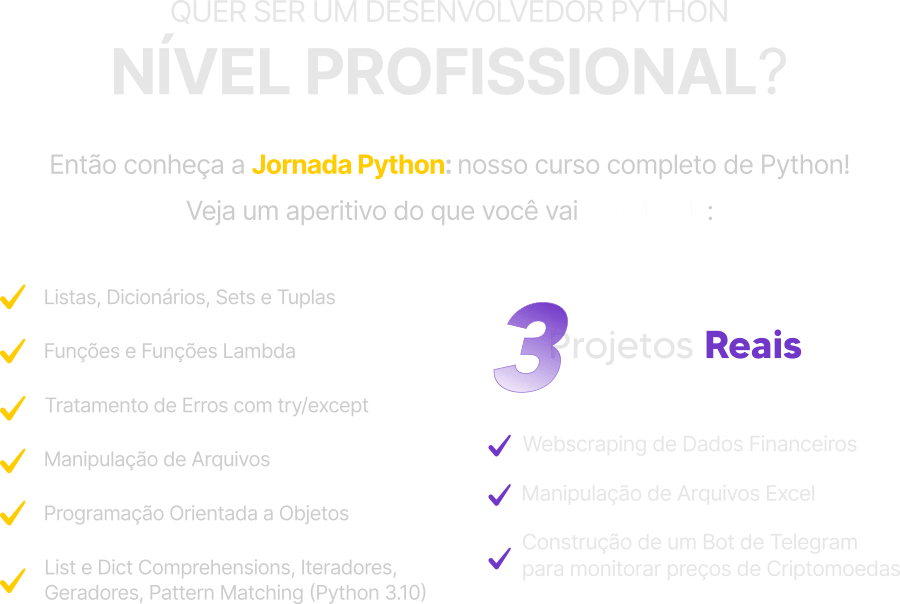 QUER SER UM DESENVOLVEDOR PYTHON
NÍVEL PROFISSIONAL?
Então conheça a Jornada Python: nosso curso completo de Python!
Veja um aperitivo do que você vai :
Listas, Dicionários, Sets e Tuplas
Funções e Funções Lambda
Tratamento de Erros com try/except
Manipulação de Arquivos
Programação Orientada a Objetos
List e Dict Comprehensions, Iteradores,
Geradores, Pattern Matching (Python 3.10)
3 Projetos Reais
Webscraping de Dados Financeiros
Manipulação de Arquivos Excel
Construção de um Bot de Telegram
para monitorar preços de Criptomoedas